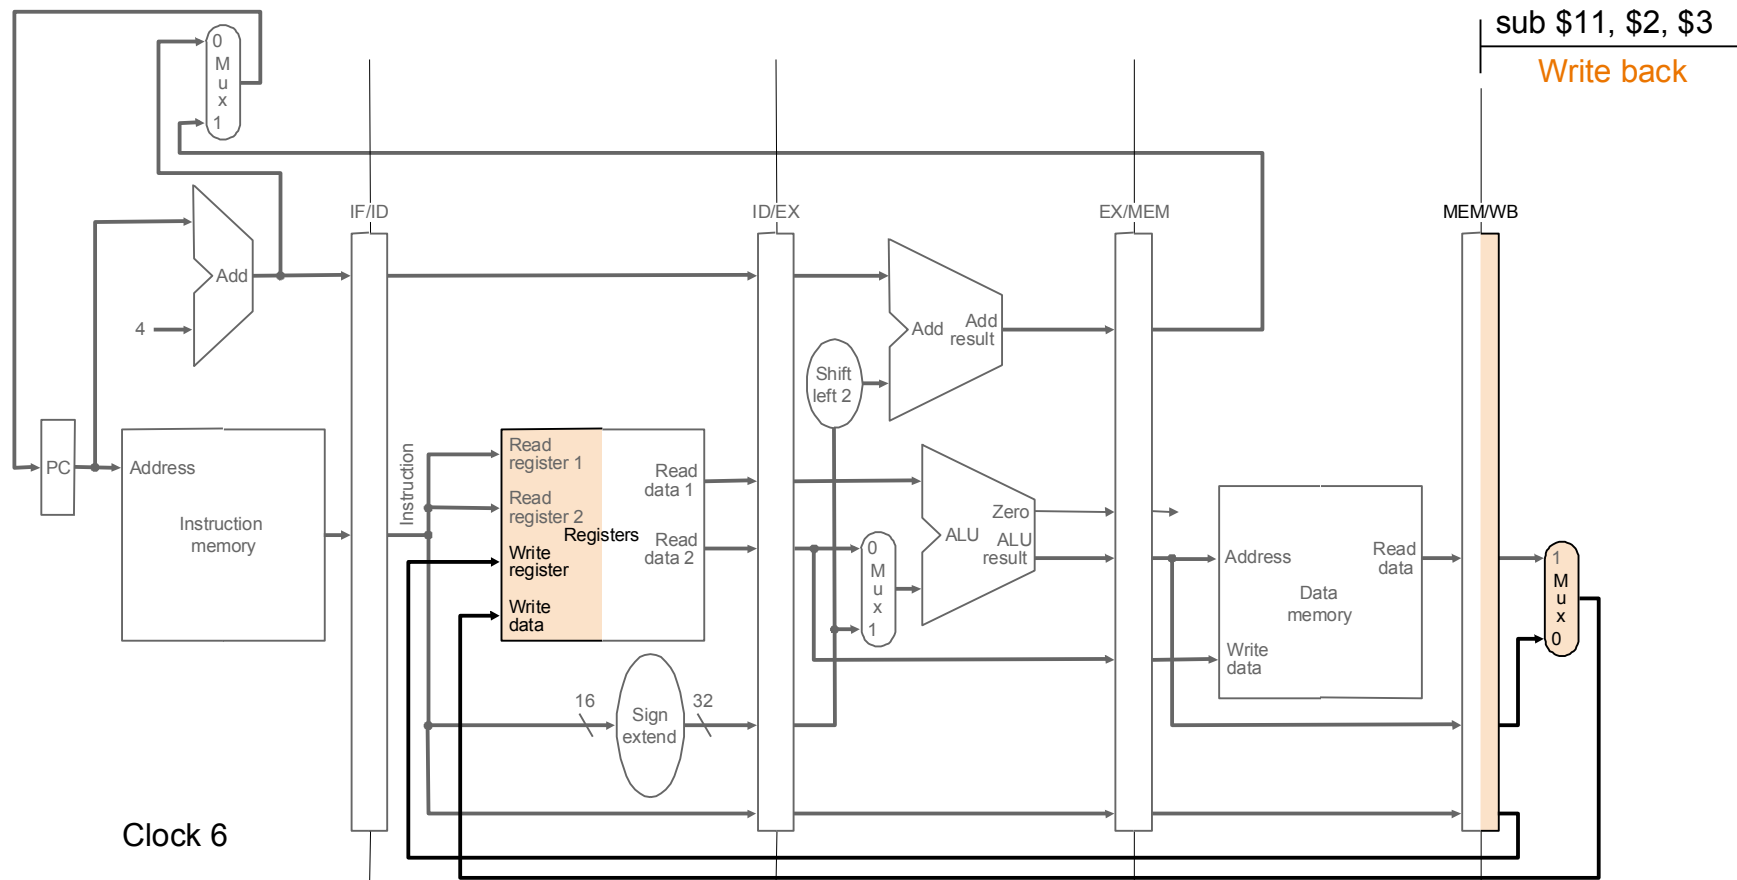 sub $11, $2, $3
Write back
0
M
u
x
1
IF/ID
ID/EX
EX/MEM
MEM/WB
Add
4
Add
Add
result
Shift
left 2
PC
Address
Instruction
memory
Instruction
Read
register 1
Read
register 2
Registers
Write
register
Write
data
Read
data 1
Read
data 2
0
M
u
x
1
Zero
ALU
ALU
result
Address
Read
data
Data
memory
Write
data
1
M
u
x
0
16
Sign
extend
32
Clock 6